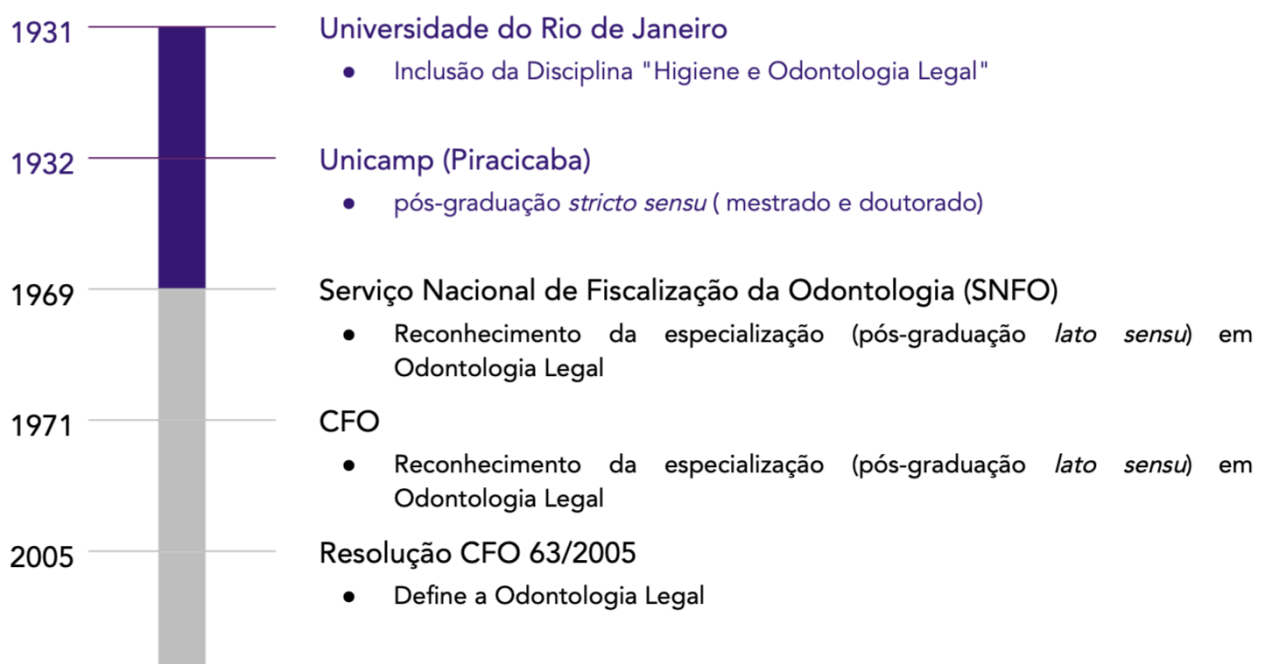 1931 Universidade do Rio de Janeiro
● Inclusão da Disciplina "Higiene e Odontologia Legal"
1932 Unicamp (Piracicaba)
● pós-graduação stricto sensu ( mestrado e doutorado)
1969 Serviço Nacional de Fiscalização da Odontologia (SNFO)
● Reconhecimento da especialização (pós-graduação lato sensu) em
Odontologia Legal
1971 CFO
● Reconhecimento da especialização (pós-graduação lato sensu) em
Odontologia Legal
2005 Resolução CFO 63/2005
● Define a Odontologia Legal